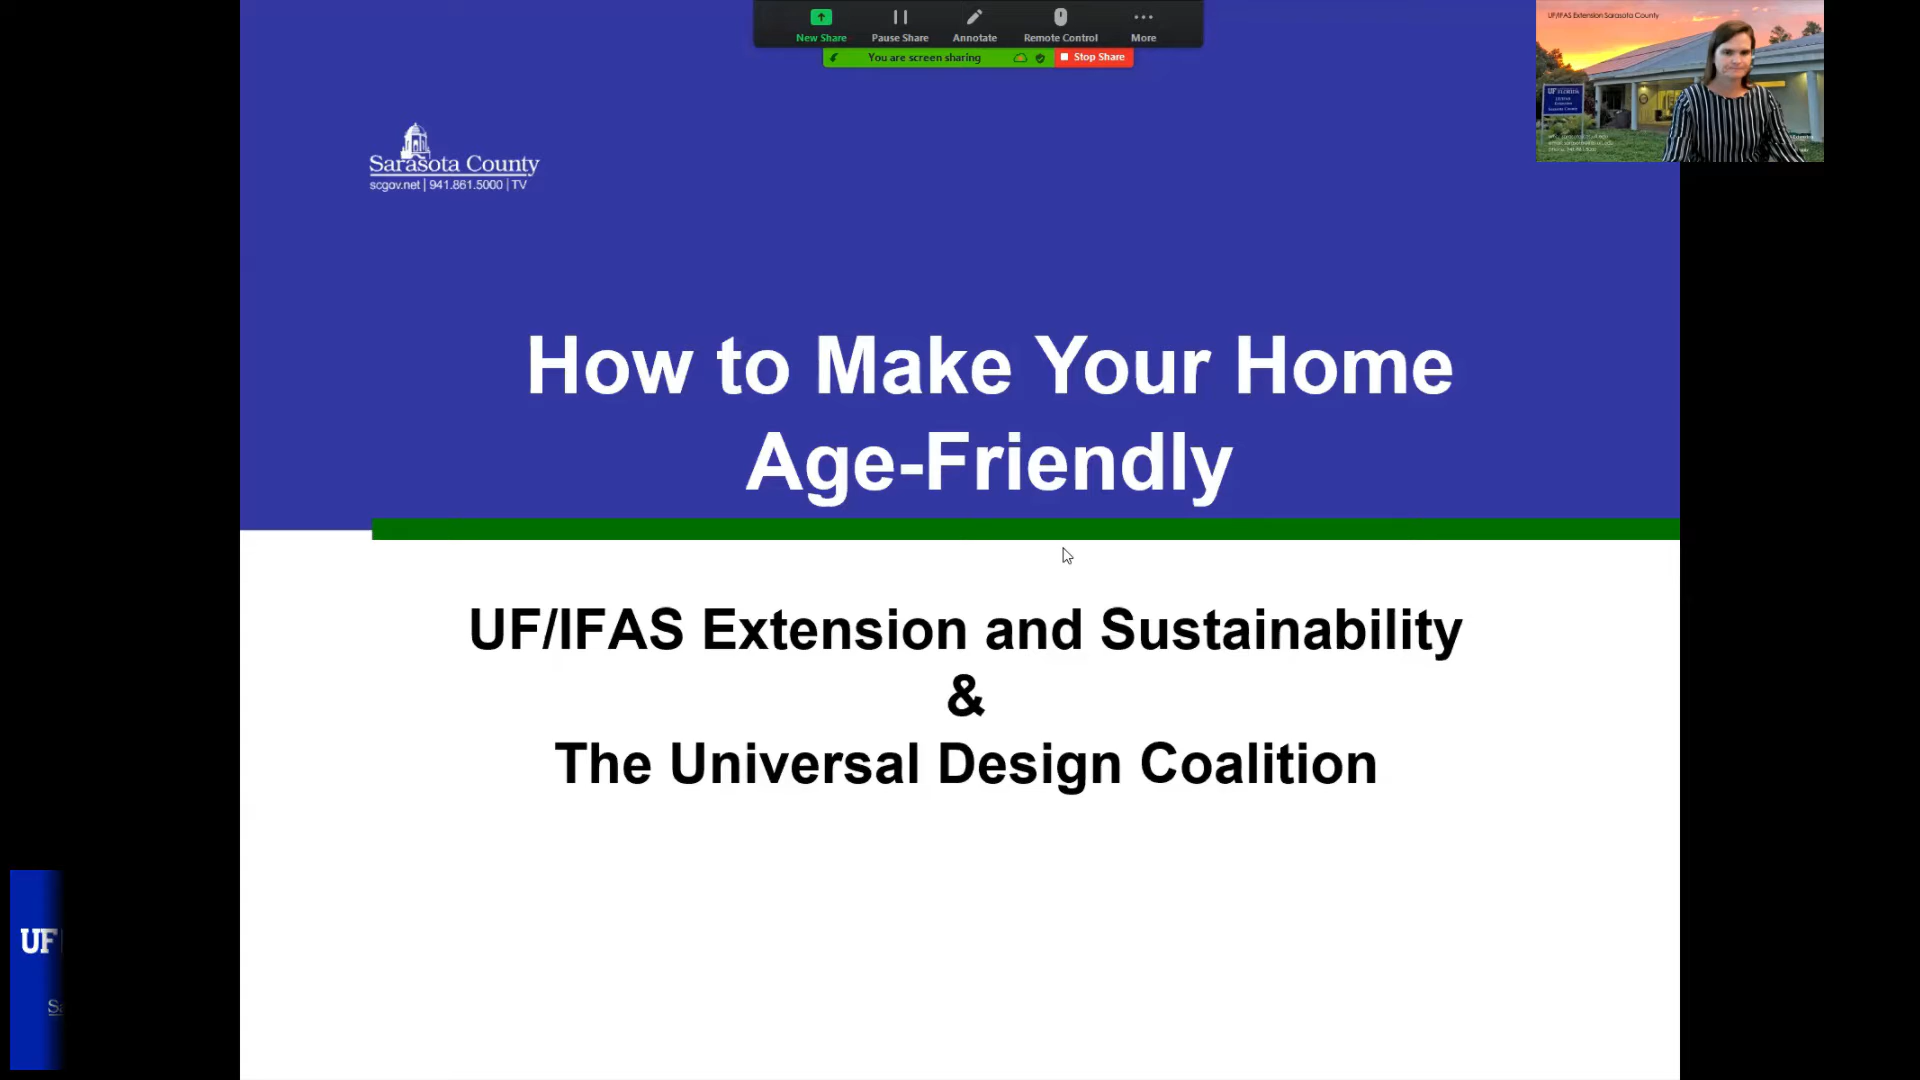 New Share
Pause Share
Annotate
Remote Control
More
You are screen sharing
Stop Share
UF/IFAS Extension Sarasota County
UF
Sarasota County
scgov.net | 941.861.5000 | TV
How to Make Your Home
Age-Friendly
UF/IFAS Extension and Sustainability
&
The Universal Design Coalition
UF